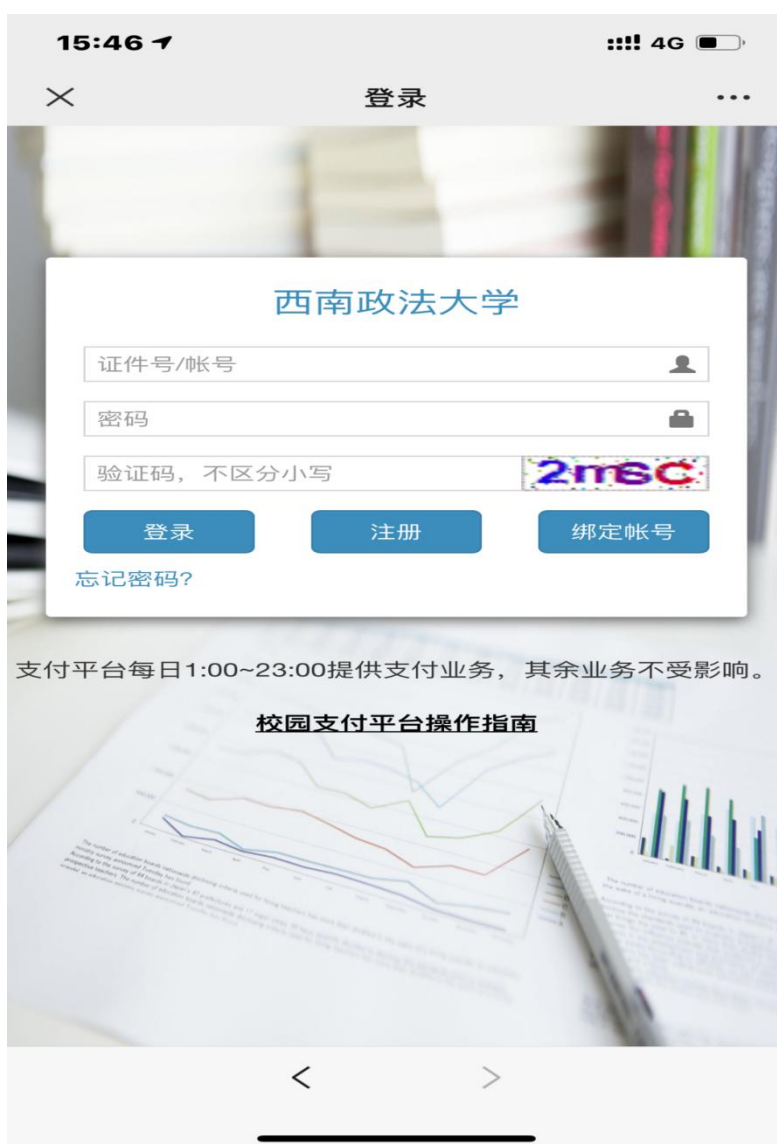 15:46
4G
登录
西南政法大学
证件号/帐号
密码
验证码，不区分小写
2msc
登录
注册
绑定帐号
忘记密码?
支付平台每日1:00~23:00提供支付业务，其余业务不受影响。
校园支付平台操作指南